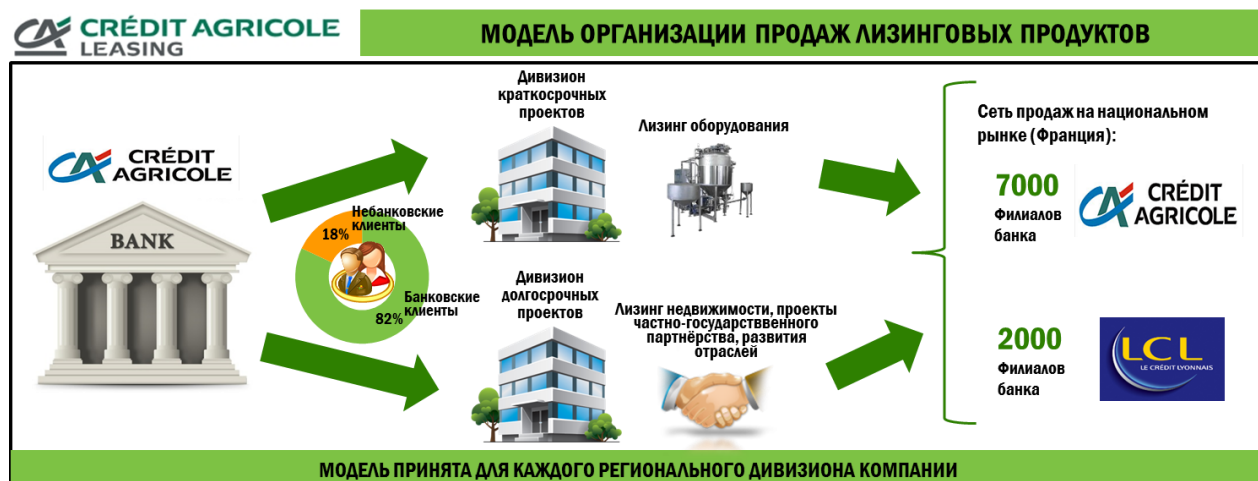 CRÉDIT AGRICOLE
LEASING
МОДЕЛЬ ОРГАНИЗАЦИИ ПРОДАЖ ЛИЗИНГОВЫХ ПРОДУКТОВ
CRÉDIT
AGRICOLE
BANK
Небанковские
клиенты
18%
Банковские
клиенты
82%
Дивизион
краткосрочных
проектов
Лизинг оборудования
Дивизион
долгосрочных
проектов
Лизинг недвижимости, проекты
частно-государстввенного
партнёрства, развития
отраслей
Сеть продаж на национальном
рынке (Франция):
7000
Филиалов
банка
CRÉDIT
AGRICOLE
2000
Филиалов
банка
LCL
LE CRÉDIT LYONNAIS
МОДЕЛЬ ПРИНЯТА ДЛЯ КАЖДОГО РЕГИОНАЛЬНОГО ДИВИЗИОНА КОМПАНИИ